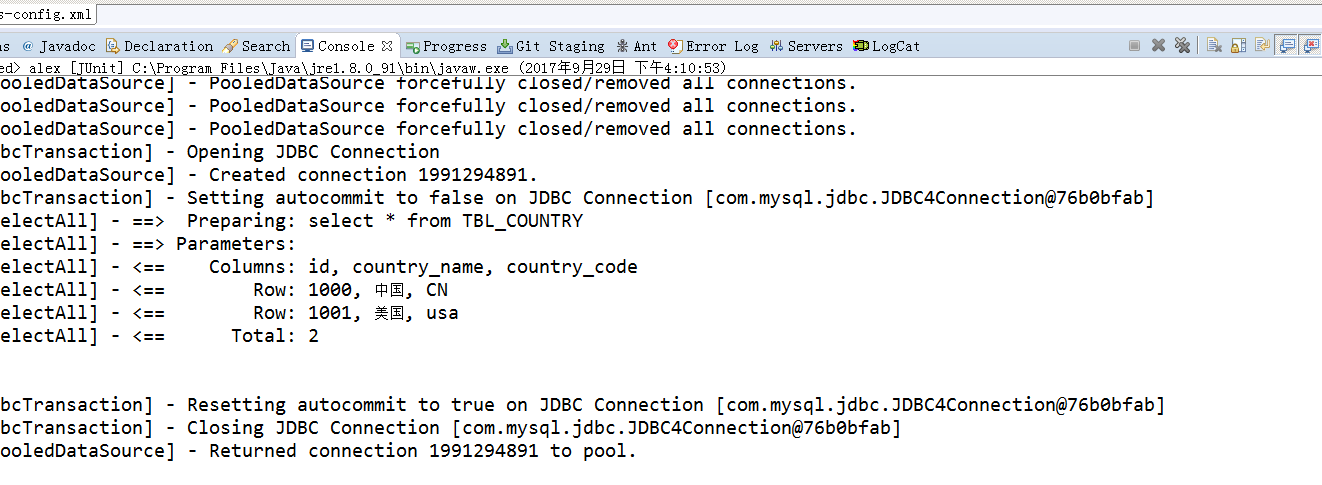 s-config.xml
ns @ Javadoc Declaration Search Console Progress Git Staging Ant Error Log Servers LogCat
ed> alex [JUnit] C:\Program Files\Java\jre1.8.0_91\bin\javaw.exe (2017年9月29日 下午4:10:53)
ooledDataSource] - PooledDataSource forcefully closed/removed all connections.
ooledDataSource] - PooledDataSource forcefully closed/removed all connections.
ooledDataSource] - PooledDataSource forcefully closed/removed all connections.
bcTransaction] - Opening JDBC Connection
ooledDataSource] - Created connection 1991294891.
bcTransaction] - Setting autocommit to false on JDBC Connection [com.mysql.jdbc.JDBC4Connection@76b0bfab]
electAll] - ==>  Preparing: select * from TBL_COUNTRY
electAll] - ==> Parameters:
electAll] - <==    Columns: id, country_name, country_code
electAll] - <==        Row: 1000, 中国, CN
electAll] - <==        Row: 1001, 美国, usa
electAll] - <==      Total: 2
bcTransaction] - Resetting autocommit to true on JDBC Connection [com.mysql.jdbc.JDBC4Connection@76b0bfab]
bcTransaction] - Closing JDBC Connection [com.mysql.jdbc.JDBC4Connection@76b0bfab]
ooledDataSource] - Returned connection 1991294891 to pool.